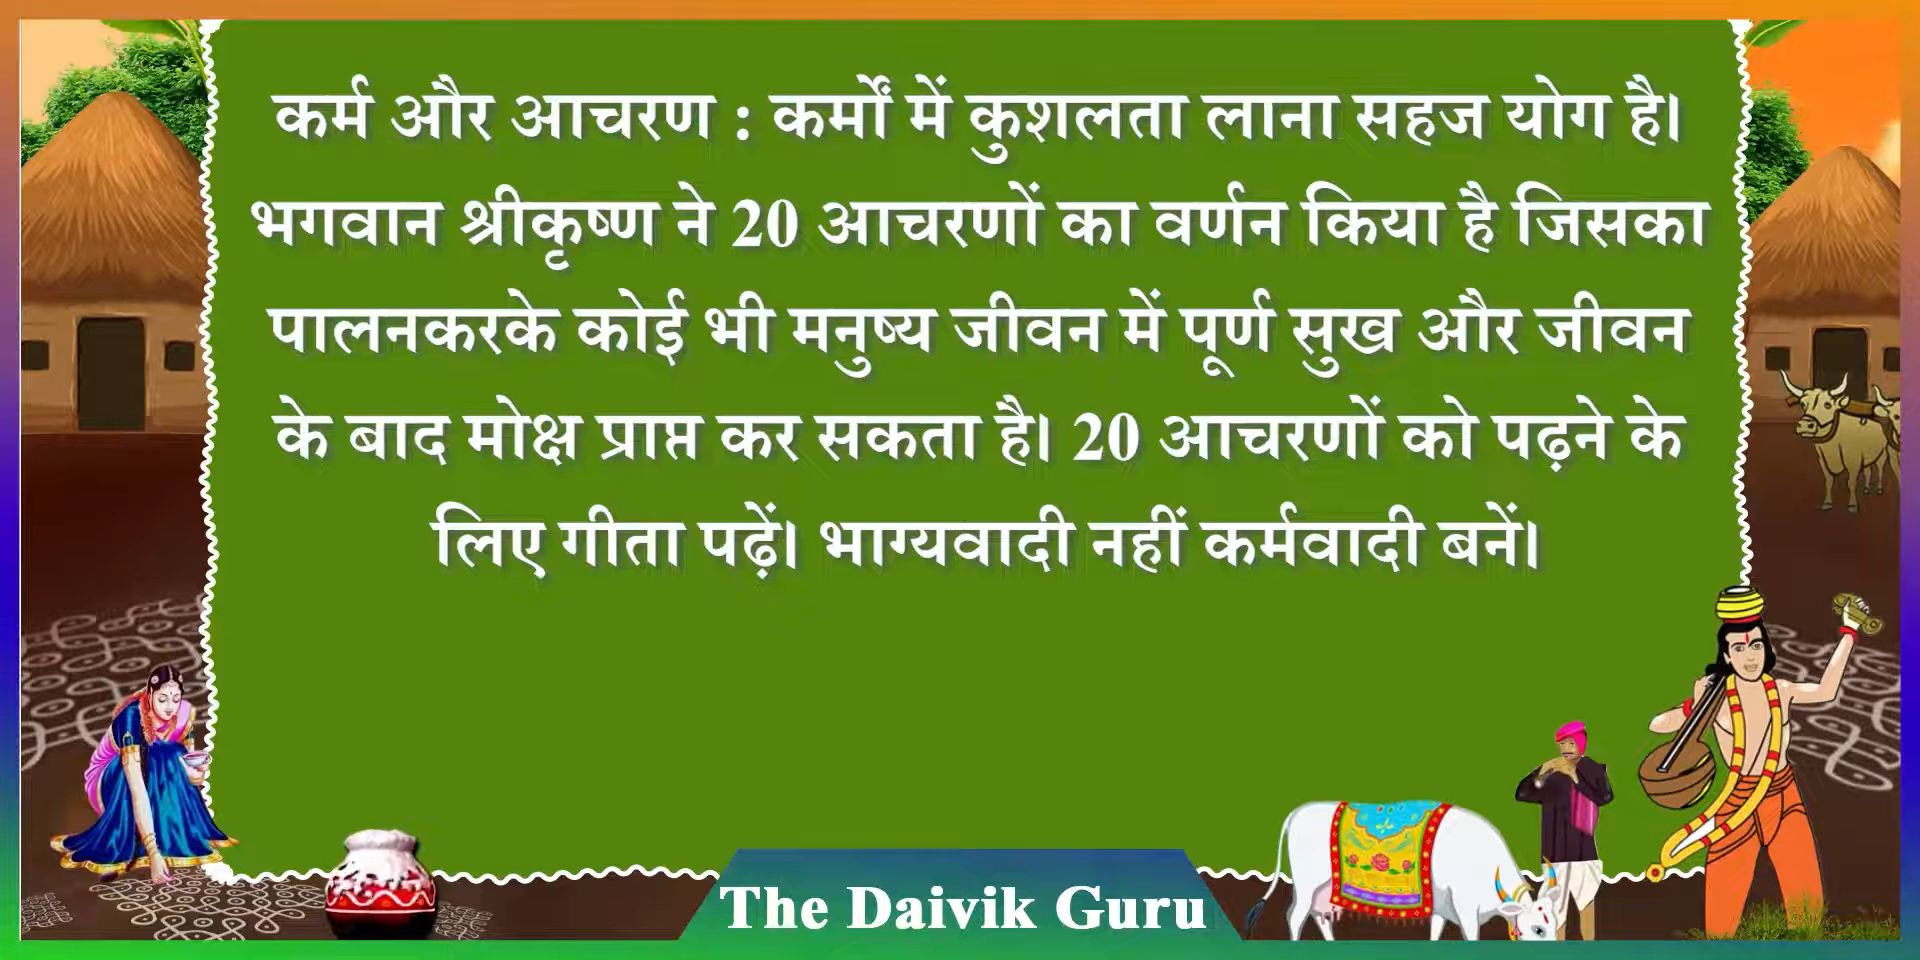 कर्म और आचरण : कर्मों में कुशलता लाना सहज योग है।
भगवान श्रीकृष्ण ने 20 आचरणों का वर्णन किया है जिसका
पालनकरके कोई भी मनुष्य जीवन में पूर्ण सुख और जीवन
के बाद मोक्ष प्राप्त कर सकता है। 20 आचरणों को पढ़ने के
लिए गीता पढ़ें। भाग्यवादी नहीं कर्मवादी बनें।
The Daivik Guru